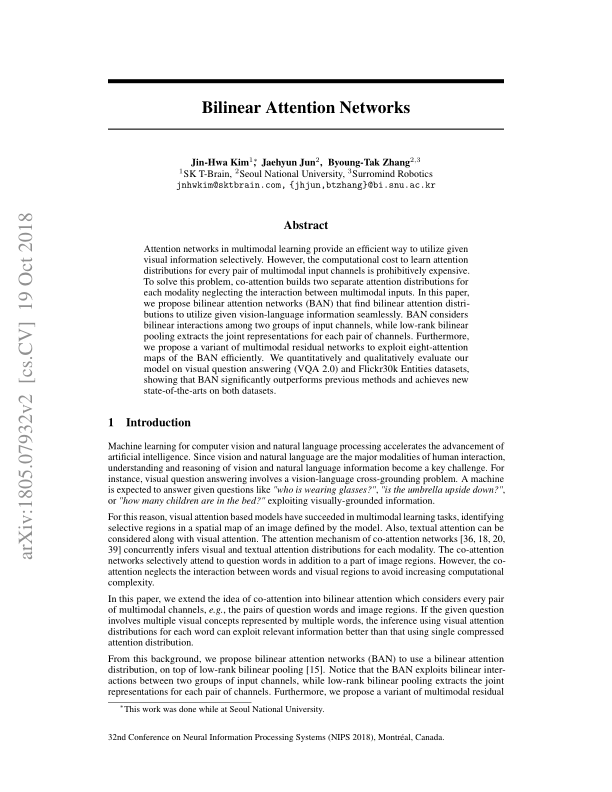 arXiv:1805.07932v2 [cs.CV] 19 Oct 2018
Bilinear Attention Networks
Jin-Hwa Kim1*, Jaehyun Jun2, Byoung-Tak Zhang2,3
1SK T-Brain, 2Seoul National University, 3Surromind Robotics
jnhwkim@sktbrain.com, {jhjun,btzhang}@bi.snu.ac.kr
Abstract
Attention networks in multimodal learning provide an efficient way to utilize given
visual information selectively. However, the computational cost to learn attention
distributions for every pair of multimodal input channels is prohibitively expensive.
To solve this problem, co-attention builds two separate attention distributions for
each modality neglecting the interaction between multimodal inputs. In this paper,
we propose bilinear attention networks (BAN) that find bilinear attention distri-
butions to utilize given vision-language information seamlessly. BAN considers
bilinear interactions among two groups of input channels, while low-rank bilinear
pooling extracts the joint representations for each pair of channels. Furthermore,
we propose a variant of multimodal residual networks to exploit eight-attention
maps of the BAN efficiently. We quantitatively and qualitatively evaluate our
model on visual question answering (VQA 2.0) and Flickr30k Entities datasets,
showing that BAN significantly outperforms previous methods and achieves new
state-of-the-arts on both datasets.
1 Introduction
Machine learning for computer vision and natural language processing accelerates the advancement of
artificial intelligence. Since vision and natural language are the major modalities of human interaction,
understanding and reasoning of vision and natural language information become a key challenge. For
instance, visual question answering involves a vision-language cross-grounding problem. A machine
is expected to answer given questions like "who is wearing glasses?", "is the umbrella upside down?",
or "how many children are in the bed?" exploiting visually-grounded information.
For this reason, visual attention based models have succeeded in multimodal learning tasks, identifying
selective regions in a spatial map of an image defined by the model. Also, textual attention can be
considered along with visual attention. The attention mechanism of co-attention networks [36, 18, 20,
39] concurrently infers visual and textual attention distributions for each modality. The co-attention
networks selectively attend to question words in addition to a part of image regions. However, the co-
attention neglects the interaction between words and visual regions to avoid increasing computational
complexity.
In this paper, we extend the idea of co-attention into bilinear attention which considers every pair
of multimodal channels, e.g., the pairs of question words and image regions. If the given question
involves multiple visual concepts represented by multiple words, the inference using visual attention
distributions for each word can exploit relevant information better than that using single compressed
attention distribution.
From this background, we propose bilinear attention networks (BAN) to use a bilinear attention
distribution, on top of low-rank bilinear pooling [15]. Notice that the BAN exploits bilinear inter-
actions between two groups of input channels, while low-rank bilinear pooling extracts the joint
representations for each pair of channels. Furthermore, we propose a variant of multimodal residual
*This work was done while at Seoul National University.
32nd Conference on Neural Information Processing Systems (NIPS 2018), Montréal, Canada.